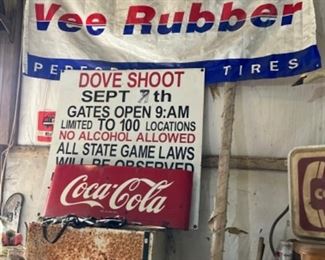 Vee Rubber
TIRES
DOVE SHOOT
SEPT 7th
GATES OPEN 9:AM
LIMITED TO 100 LOCATIONS
NO ALCOHOL ALLOWED
ALL STATE GAME LAWS
WILL BE OBSERVED
Coca-Cola